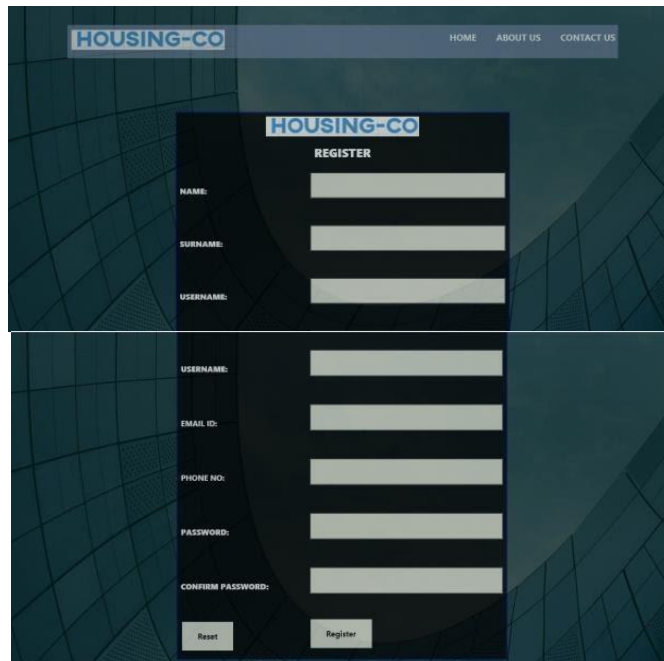 HOUSING-CO HOME ABOUT US CONTACT US
HOUSING-CO
REGISTER
NAME:
SURNAME:
USERNAME:
USERNAME:
EMAIL ID:
PHONE NO:
PASSWORD:
CONFIRM PASSWORD:
Reset Register